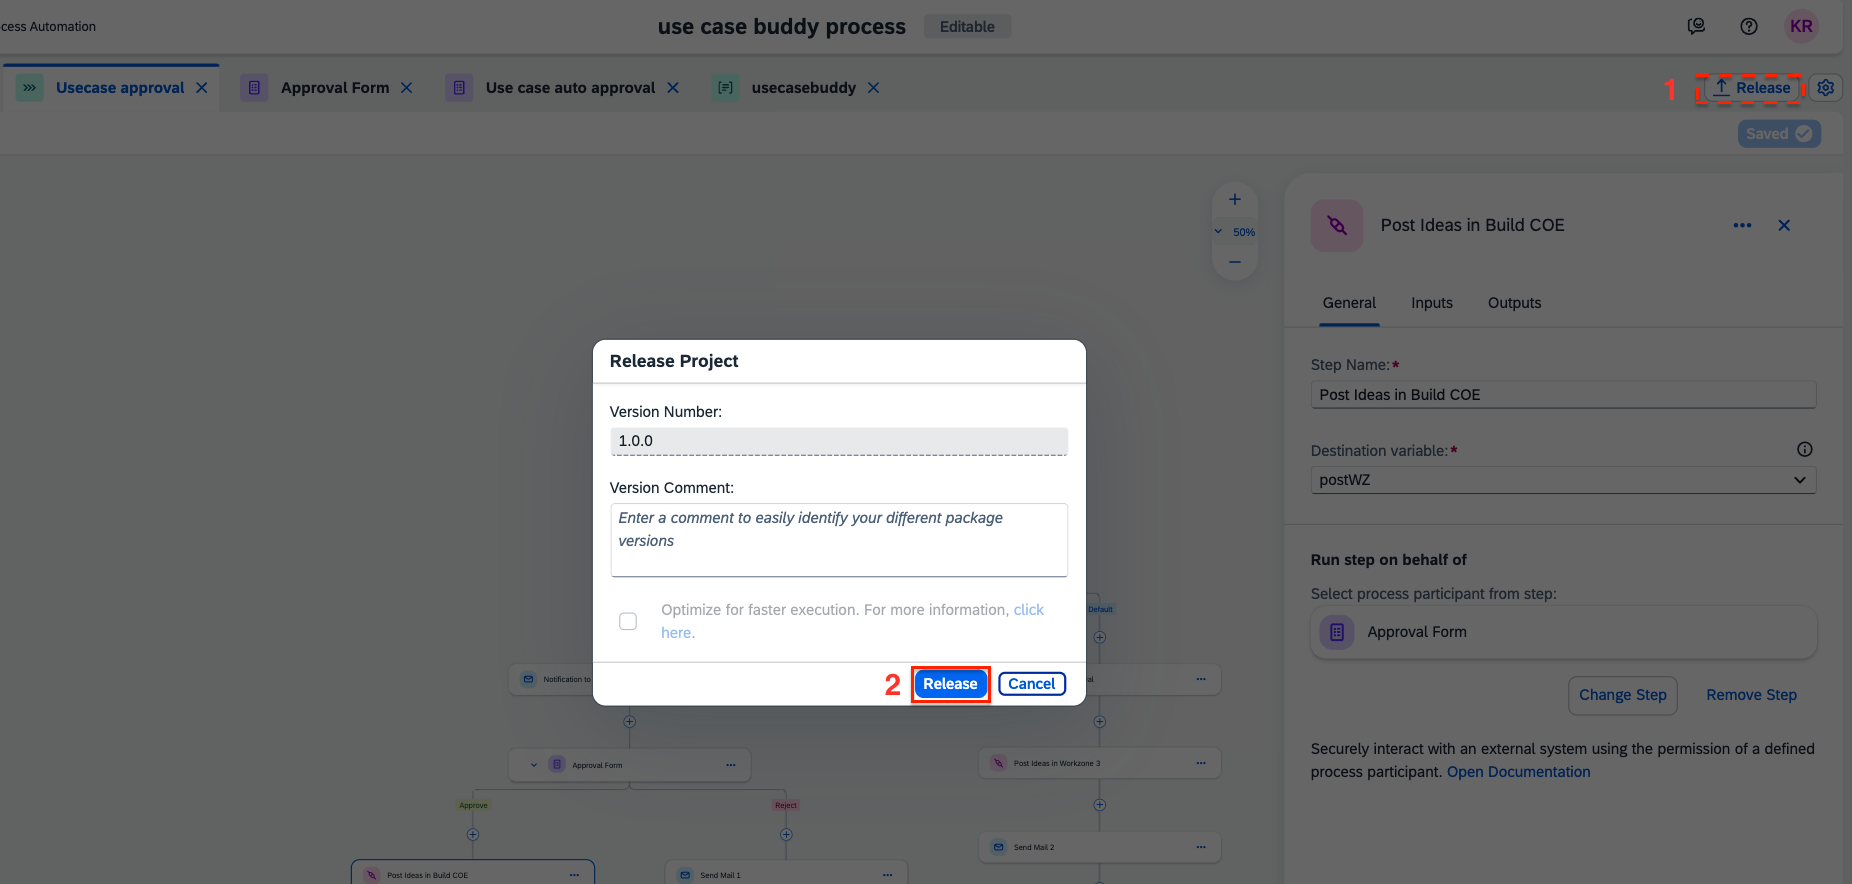 cess Automation
use case buddy process
Editable
KR
Usecase approval
Approval Form
Use case auto approval
usecasebuddy
1
Release
Saved
50%
Post Ideas in Build COE
General
Inputs
Outputs
Step Name:*
Post Ideas in Build COE
Destination variable:*
postWZ
Run step on behalf of
Select process participant from step:
Approval Form
Change Step
Remove Step
Securely interact with an external system using the permission of a defined
process participant. Open Documentation
Release Project
Version Number:
1.0.0
Version Comment:
Enter a comment to easily identify your different package
versions
Optimize for faster execution. For more information, click
here.
2
Release
Cancel
Default
Notification to
al
Approval Form
Post Ideas in Workzone 3
Approve
Reject
Send Mail 2
Post Ideas in Build COE
Send Mail 1